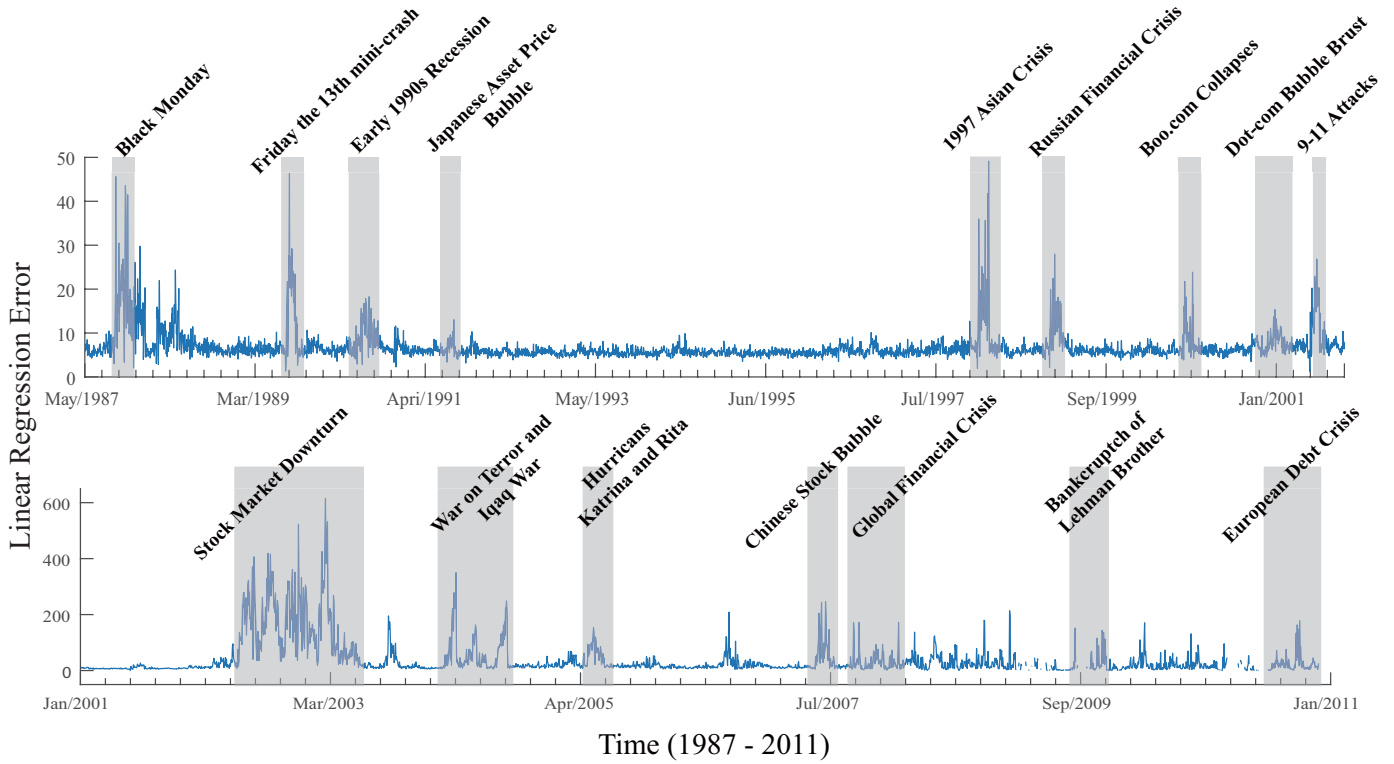 Black Monday
Friday the 13th mini-crash
Early 1990s Recession
Japanese Asset Price
Bubble
1997 Asian Crisis
Russian Financial Crisis
Boo.com Collapses
Dot-com Bubble Brust
9-11 Attacks
50
40
30
20
10
0
May/1987
Mar/1989
Apri/1991
May/1993
Jun/1995
Jul/1997
Sep/1999
Jan/2001
Linear Regression Error
Stock Market Downturn
War on Terror and
Iqaq War
Hurricans
Katrina and Rita
Chinese Stock Bubble
Global Financial Crisis
Bankcruptch of
Lehman Brother
European Debt Crisis
600
400
200
0
Jan/2001
Mar/2003
Apr/2005
Jul/2007
Sep/2009
Jan/2011
Time (1987 - 2011)